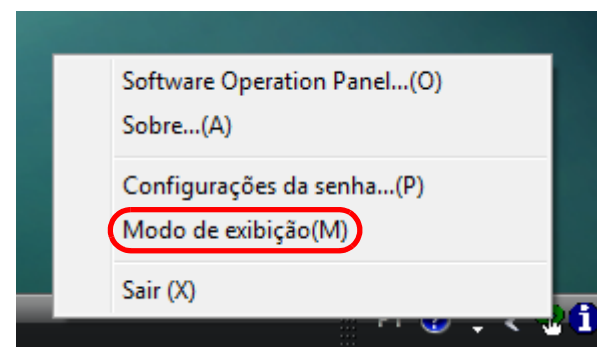 Software Operation Panel...(O)
Sobre...(A)
Configurações da senha...(P)
Modo de exibição(M)
Sair (X)